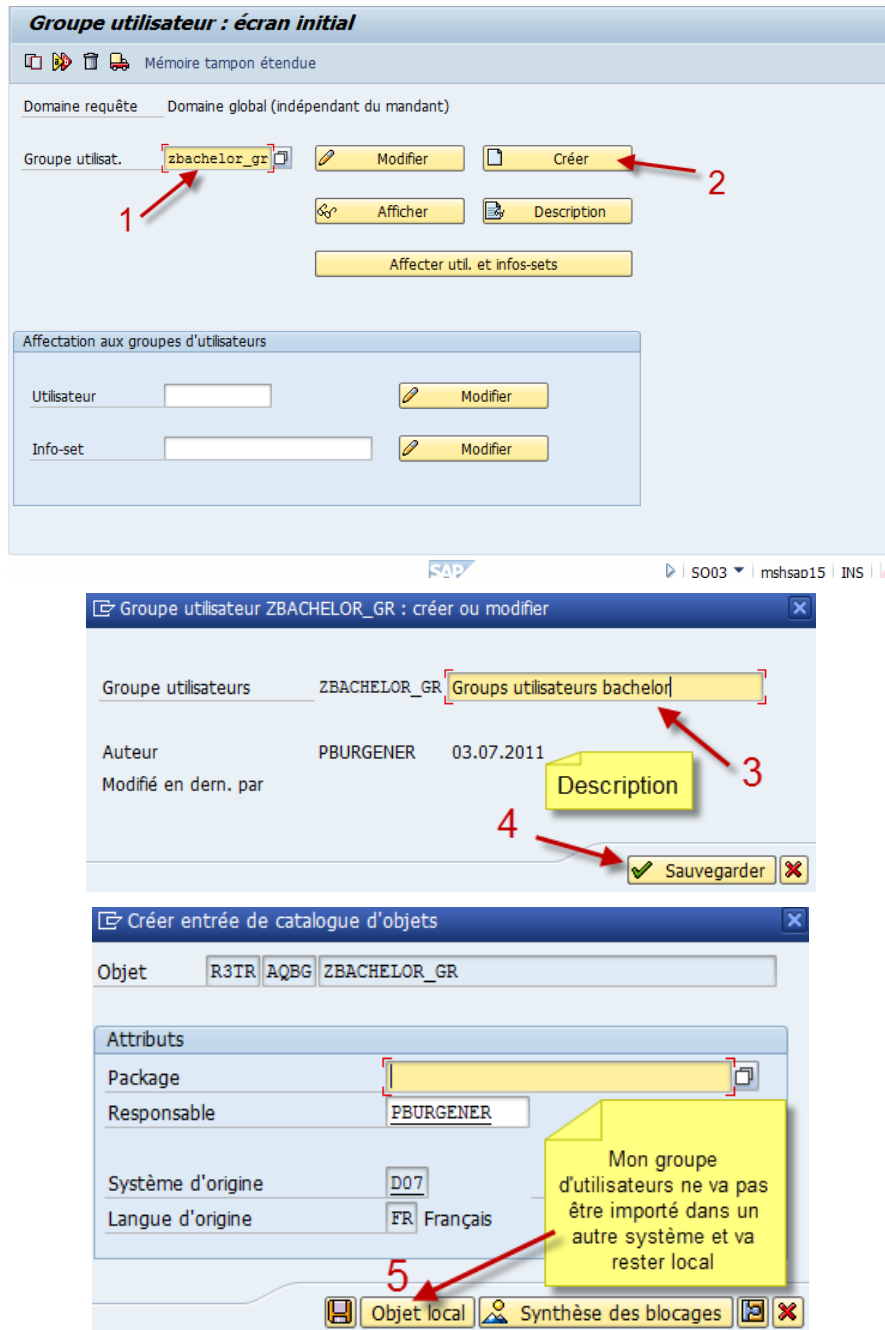 Groupe utilisateur : écran initial
Mémoire tampon étendue
Domaine requête Domaine global (indépendant du mandant)
Groupe utilisat. zbachelor_gr Modifier Créer
1 2
Afficher Description
Affecter util. et infos-sets
Affectation aux groupes d'utilisateurs
Utilisateur Modifier
Info-set Modifier
SAP SO03 mshsap15 INS
Groupe utilisateur ZBACHELOR_GR : créer ou modifier
Groupe utilisateurs ZBACHELOR_GR Groups utilisateurs bachelor
Auteur PBURGENER 03.07.2011
Modifié en dern. par
Description
3
4
Sauvegarder
Créer entrée de catalogue d'objets
Objet R3TR AQBG ZBACHELOR_GR
Attributs
Package
Responsable PBURGENER
Système d'origine D07
Langue d'origine FR Français
Mon groupe
d'utilisateurs ne va pas
être importé dans un
autre système et va
rester local
5
Objet local Synthèse des blocages